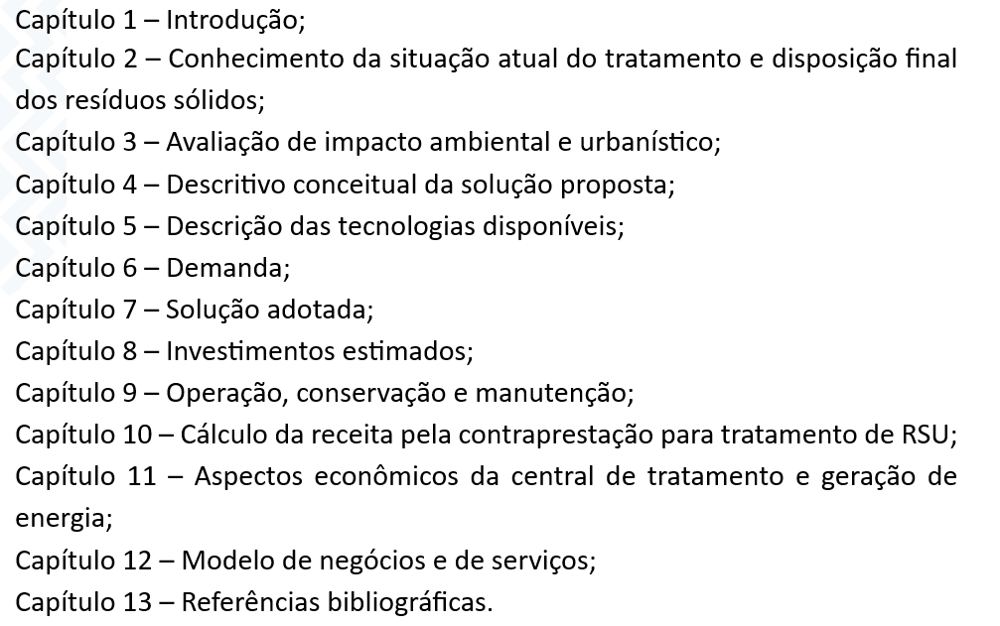 Capítulo 1 – Introdução;
Capítulo 2 – Conhecimento da situação atual do tratamento e disposição final
dos resíduos sólidos;
Capítulo 3 – Avaliação de impacto ambiental e urbanístico;
Capítulo 4 – Descritivo conceitual da solução proposta;
Capítulo 5 – Descrição das tecnologias disponíveis;
Capítulo 6 – Demanda;
Capítulo 7 – Solução adotada;
Capítulo 8 – Investimentos estimados;
Capítulo 9 – Operação, conservação e manutenção;
Capítulo 10 – Cálculo da receita pela contraprestação para tratamento de RSU;
Capítulo 11 – Aspectos econômicos da central de tratamento e geração de
energia;
Capítulo 12 – Modelo de negócios e de serviços;
Capítulo 13 – Referências bibliográficas.